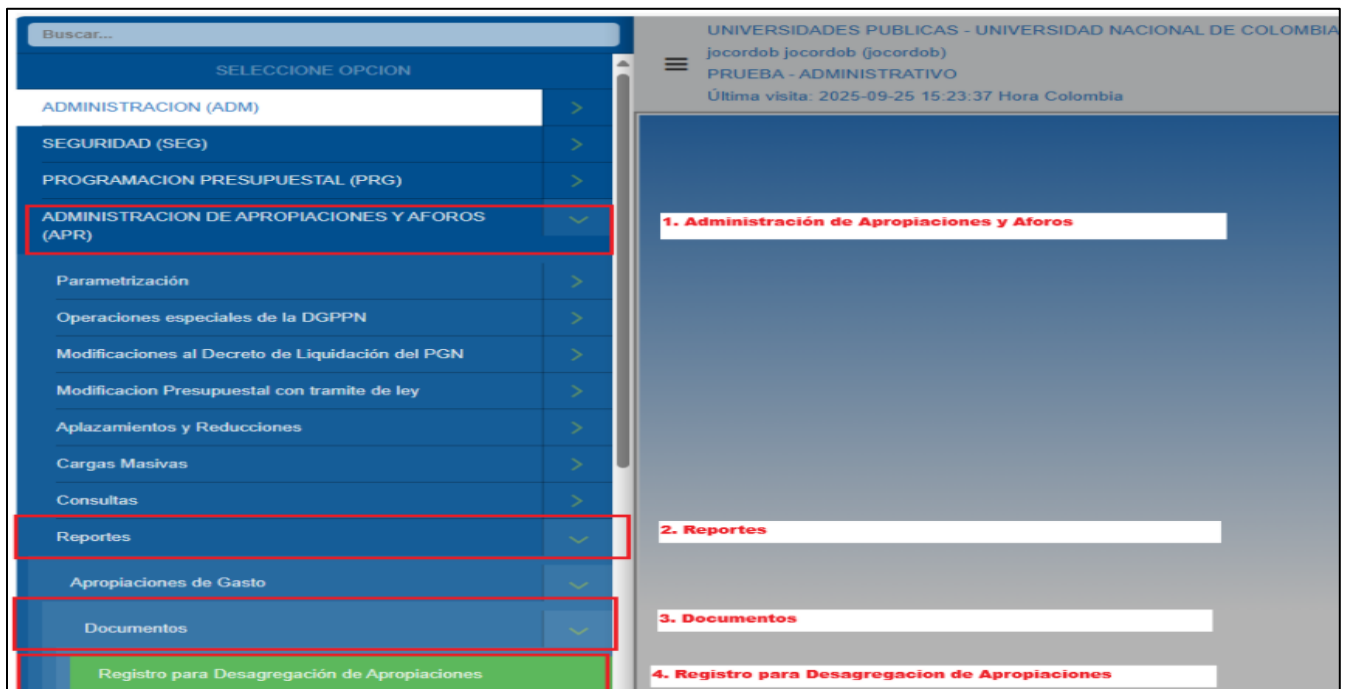 Buscar...
SELECCIONE OPCION
ADMINISTRACION (ADM)
SEGURIDAD (SEG)
PROGRAMACION PRESUPUESTAL (PRG)
ADMINISTRACION DE APROPIACIONES Y AFOROS
(APR)
Parametrización
Operaciones especiales de la DGPPN
Modificaciones al Decreto de Liquidación del PGN
Modificacion Presupuestal con tramite de ley
Aplazamientos y Reducciones
Cargas Masivas
Consultas
Reportes
Apropiaciones de Gasto
Documentos
Registro para Desagregación de Apropiaciones
UNIVERSIDADES PUBLICAS - UNIVERSIDAD NACIONAL DE COLOMBIA
jocordob jocordob (jocordob)
PRUEBA - ADMINISTRATIVO
Última visita: 2025-09-25 15:23:37 Hora Colombia
1. Administración de Apropiaciones y Aforos
2. Reportes
3. Documentos
4. Registro para Desagregacion de Apropiaciones